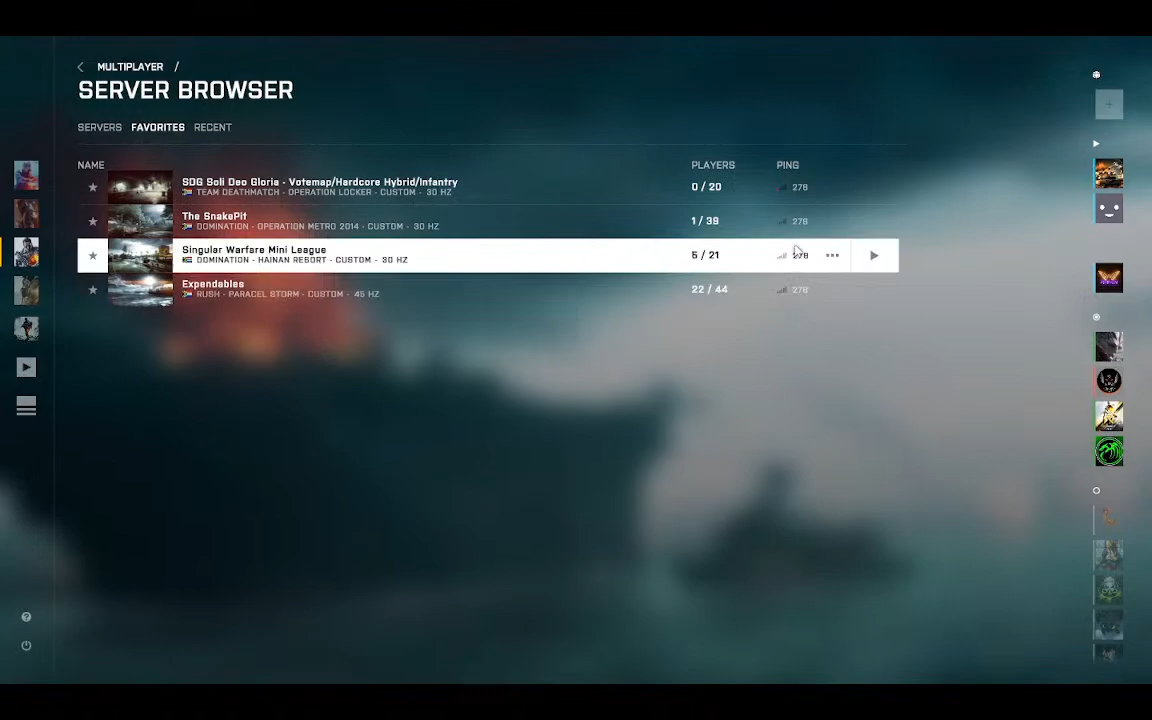 MULTIPLAYER /
SERVER BROWSER
SERVERS FAVORITES RECENT
NAME PLAYERS PING
SDG Soli Deo Gloria - Votemap/Hardcore Hybrid/Infantry
TEAM DEATHMATCH - OPERATION LOCKER - CUSTOM - 30 HZ
0 / 20 278
The SnakePit
DOMINATION - OPERATION METRO 2014 - CUSTOM - 30 HZ
1 / 39 278
Singular Warfare Mini League
DOMINATION - HAINAN RESORT - CUSTOM - 30 HZ
5 / 21 278
Expendables
RUSH - PARACEL STORM - CUSTOM - 45 HZ
22 / 44 278